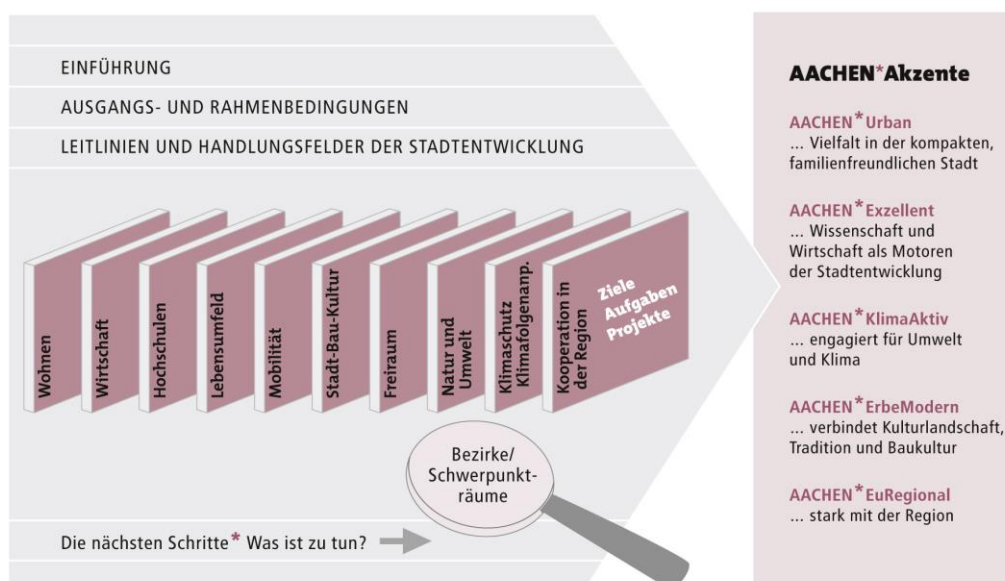 EINFÜHRUNG
AUSGANGS- UND RAHMENBEDINGUNGEN
LEITLINIEN UND HANDLUNGSFELDER DER STADTENTWICKLUNG
Wohnen
Wirtschaft
Hochschulen
Lebensumfeld
Mobilität
Stadt-Bau-Kultur
Freiraum
Natur und
Umwelt
Klimaschutz
Klimafolgenanp.
Kooperation in
der Region
Ziele
Aufgaben
Projekte
Bezirke/
Schwerpunkt-
räume
Die nächsten Schritte* Was ist zu tun?
AACHEN*Akzente
AACHEN*Urban
... Vielfalt in der kompakten,
familienfreundlichen Stadt
AACHEN*Exzellent
... Wissenschaft und
Wirtschaft als Motoren
der Stadtentwicklung
AACHEN*KlimaAktiv
... engagiert für Umwelt
und Klima
AACHEN*ErbeModern
... verbindet Kulturlandschaft,
Tradition und Baukultur
AACHEN*EuRegional
... stark mit der Region